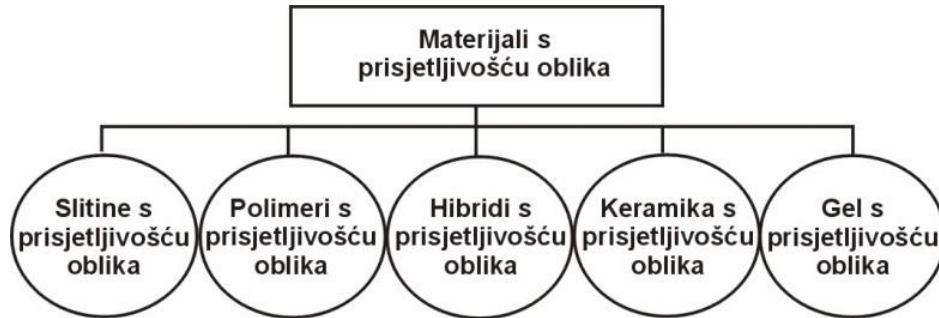 Materijali s
prisjetljivošću oblika
Slitine s
prisjetljivošću
oblika
Polimeri s
prisjetljivošću
oblika
Hibridi s
prisjetljivošću
oblika
Keramika s
prisjetljivošću
oblika
Gel s
prisjetljivošću
oblika